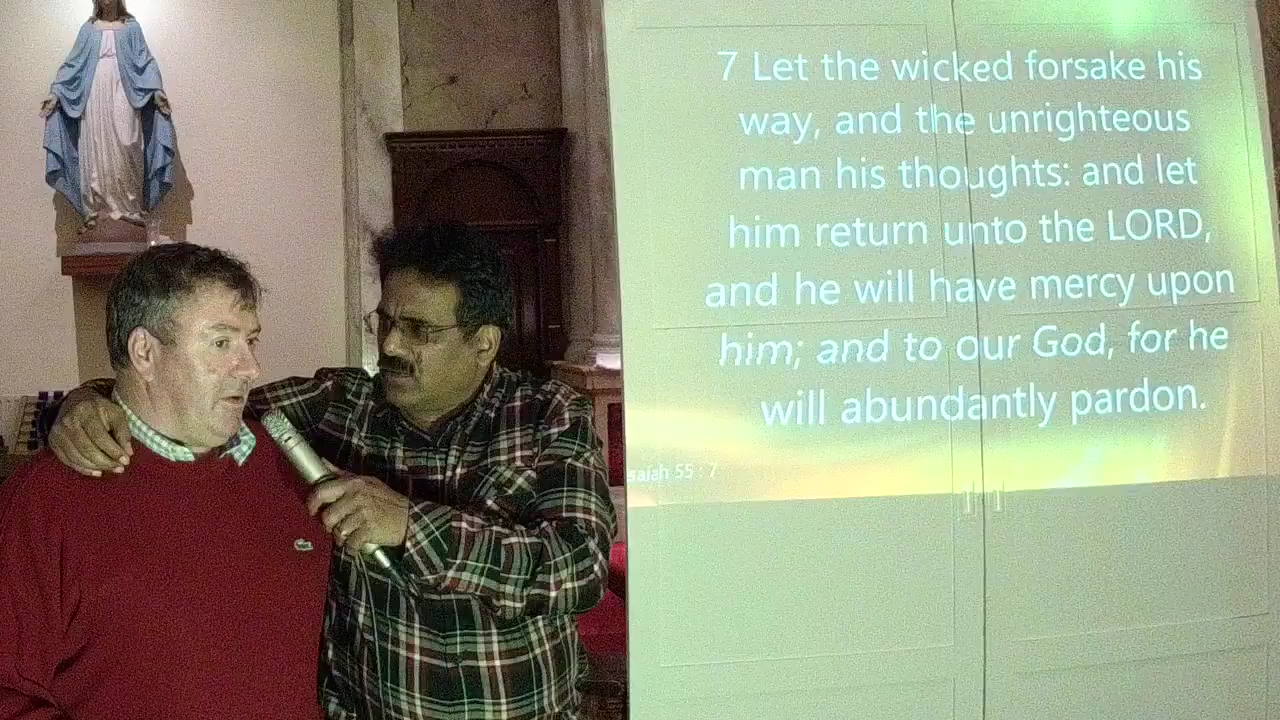 7 Let the wicked forsake his
way, and the unrighteous
man his thoughts: and let
him return unto the LORD,
and he will have mercy upon
him; and to our God, for he
will abundantly pardon.
saiah 55 : 7